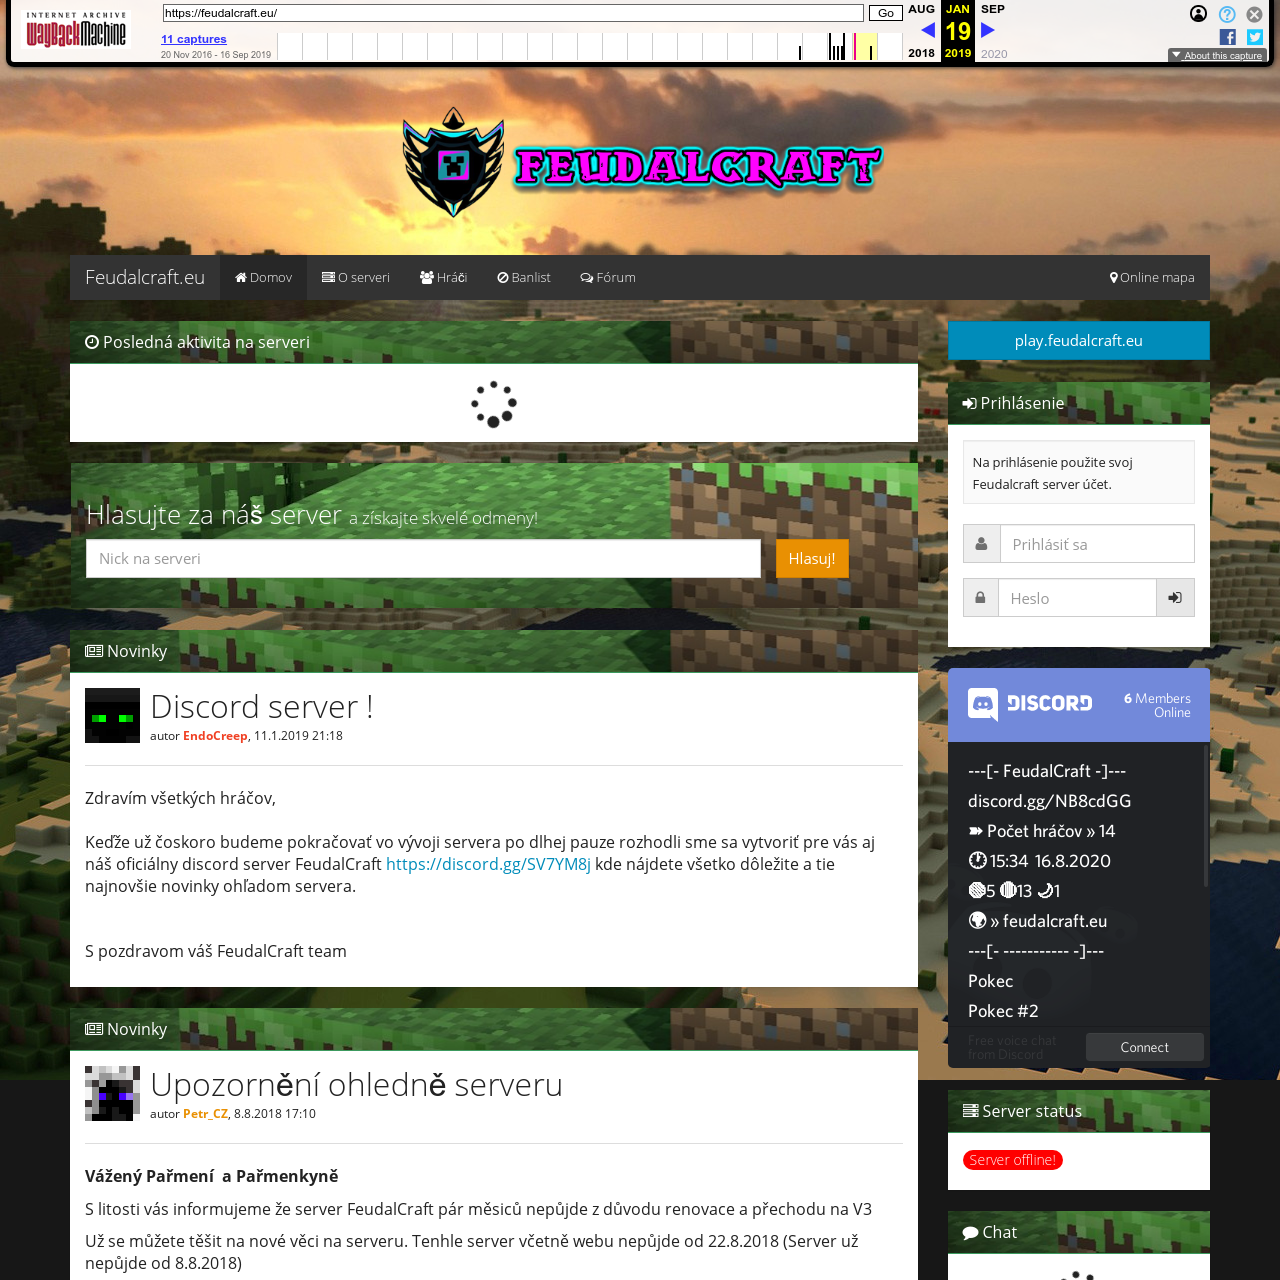 INTERNET ARCHIVE
WayBackMachine
https://feudalcraft.eu/
Go
AUG
JAN
SEP
11 captures
20 Nov 2016 - 16 Sep 2019
19
2018
2019
2020
About this capture
FEUDALCRAFT
Feudalcraft.eu
Domov
O serveri
Hráči
Banlist
Fórum
Online mapa
Posledná aktivita na serveri
Hlasujte za náš server a získajte skvelé odmeny!
Nick na serveri
Hlasuj!
Novinky
Discord server !
autor EndoCreep, 11.1.2019 21:18
Zdravím všetkých hráčov,
Keďže už čoskoro budeme pokračovať vo vývoji servera po dlhej pauze rozhodli sme sa vytvoriť pre vás aj
náš oficiálny discord server FeudalCraft https://discord.gg/SV7YM8j kde nájdete všetko dôležite a tie
najnovšie novinky ohľadom servera.
S pozdravom váš FeudalCraft team
Novinky
Upozornění ohledně serveru
autor Petr_CZ, 8.8.2018 17:10
Vážený Pařmení  a Pařmenkyně
S litosti vás informujeme že server FeudalCraft pár měsiců nepůjde z důvodu renovace a přechodu na V3
Už se můžete těšit na nové věci na serveru. Tenhle server včetně webu nepůjde od 22.8.2018 (Server už
nepůjde od 8.8.2018)
play.feudalcraft.eu
Prihlásenie
Na prihlásenie použite svoj
Feudalcraft server účet.
Prihlásiť sa
Heslo
DISCORD
6 Members
Online
---[- FeudalCraft -]---
discord.gg/NB8cdGG
➽ Počet hráčov » 14
🕐 15:34  16.8.2020
5 13 🌙1
🌍 » feudalcraft.eu
---[- ----------- -]---
Pokec
Pokec #2
Free voice chat
from Discord
Connect
Server status
Server offline!
Chat